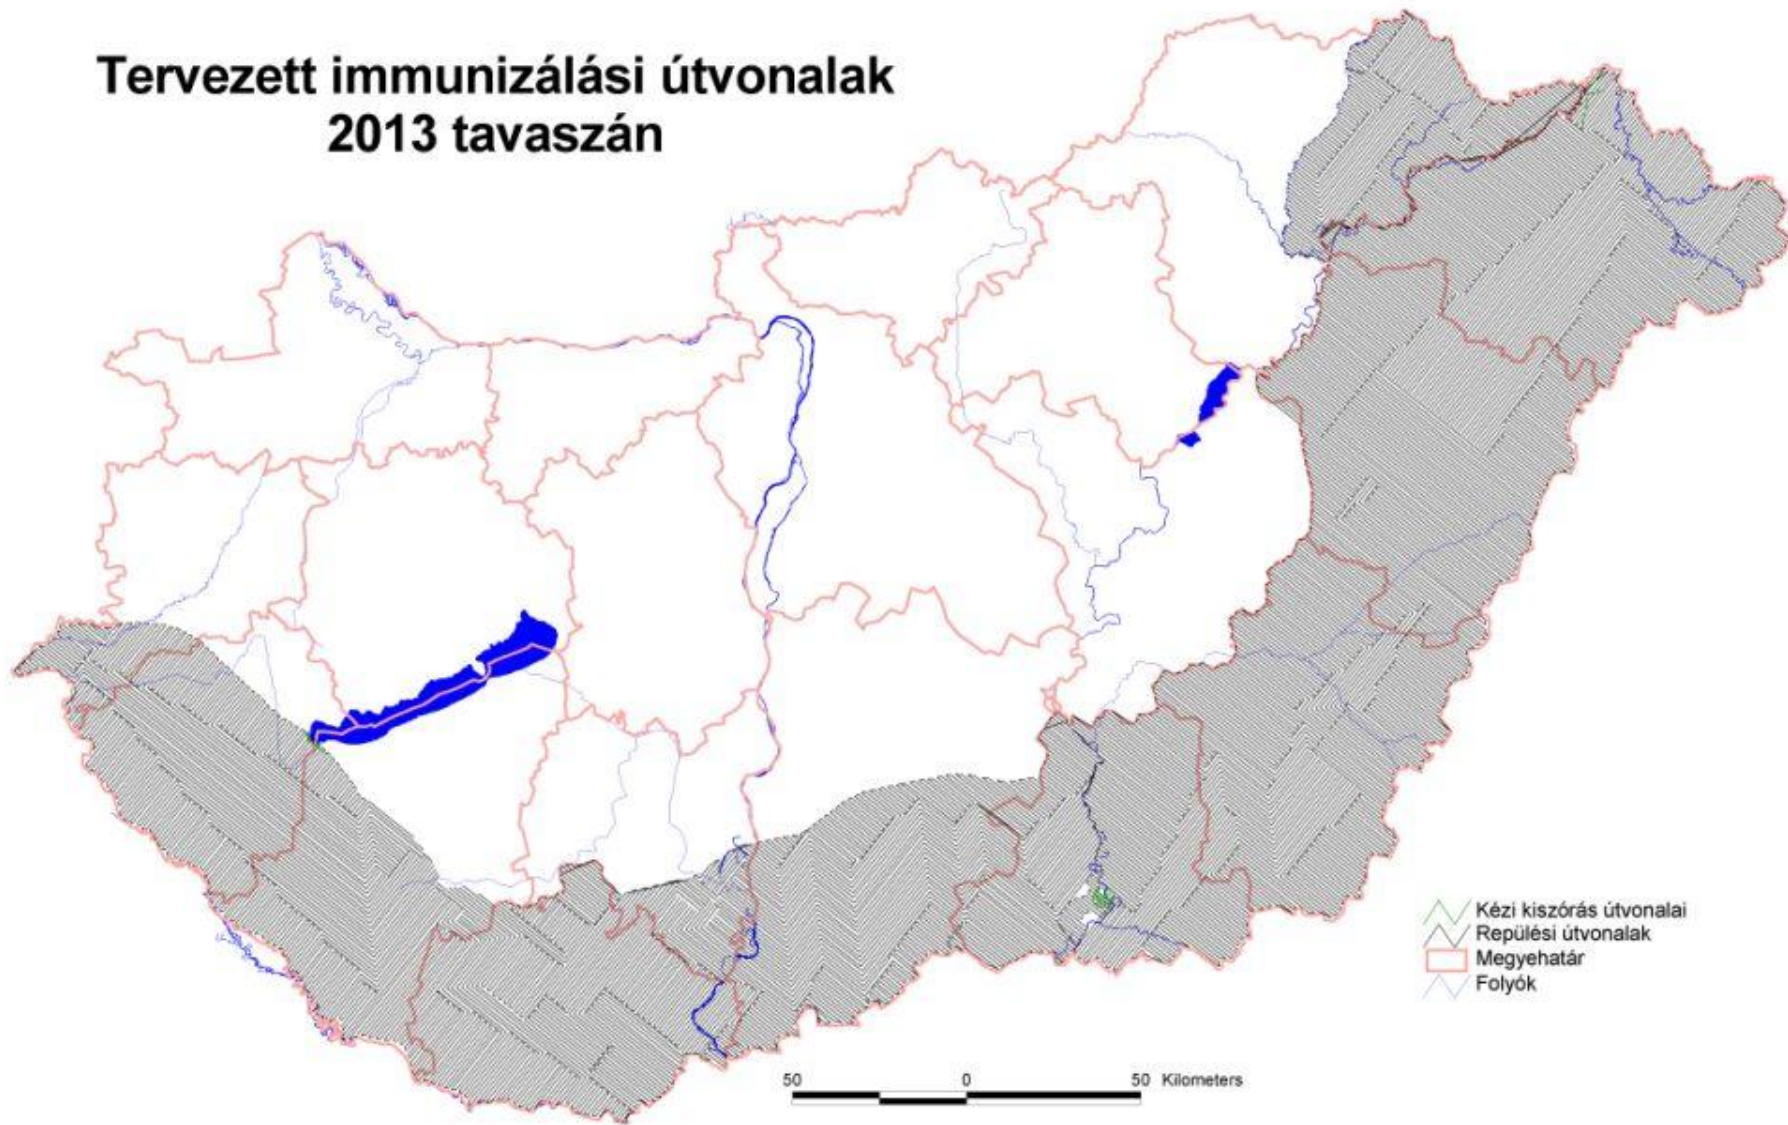 Tervezett immunizálási útvonalak
2013 tavaszán
Kézi kiszórás útvonalai
Repülési útvonalak
Megyehatár
Folyók
50 0 50 Kilometers